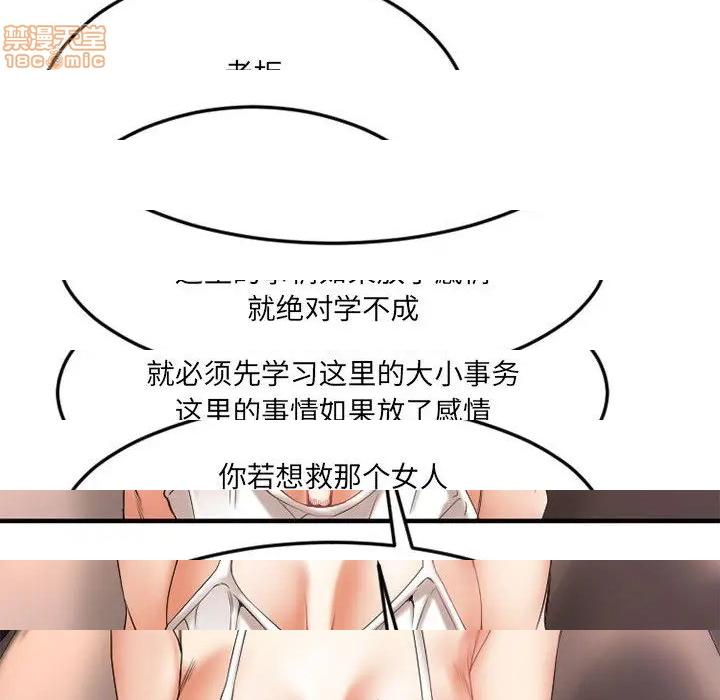 禁漫天堂
18comic
老板
就绝对学不成
就必须先学习这里的大小事务
这里的事情如果放了感情
你若想救那个女人